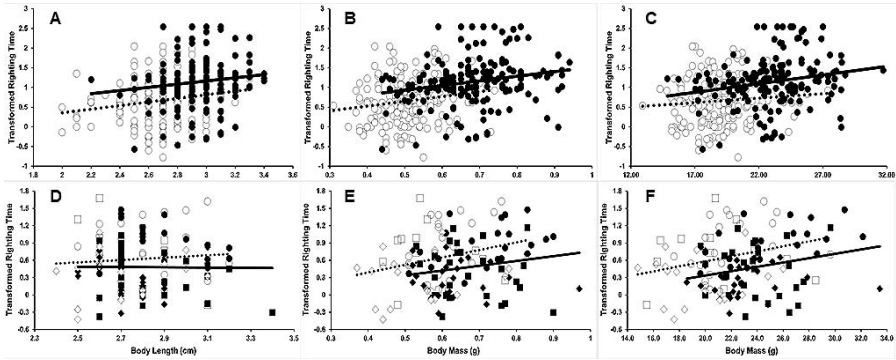 A
B
C
Transformed Righting Time
3
2.5
2
1.5
1
0.5
0
-0.5
-1
1.8 2 2.2 2.4 2.6 2.8 3 3.2 3.4 3.6
Transformed Righting Time
3
2.5
2
1.5
1
0.5
0
-0.5
-1
0.3 0.4 0.5 0.6 0.7 0.8 0.9 1
Transformed Righting Time
3
2.5
2
1.5
1
0.5
0
-0.5
-1
12.00 17.00 22.00 27.00 32.00
D
E
F
Transformed Righting Time
1.8
1.5
1.2
0.9
0.6
0.3
0
-0.3
-0.6
2.3 2.5 2.7 2.9 3.1 3.3 3.5
Body Length (cm)
Transformed Righting Time
1.8
1.5
1.2
0.9
0.6
0.3
0
-0.3
-0.6
0.3 0.4 0.5 0.6 0.7 0.8 0.9 1
Body Mass (g)
Transformed Righting Time
1.8
1.5
1.2
0.9
0.6
0.3
0
-0.3
-0.6
14.0 16.0 18.0 20.0 22.0 24.0 26.0 28.0 30.0 32.0 34.0
Body Mass (g)